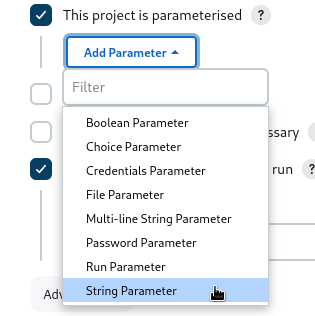 This project is parameterised ?
Add Parameter
Filter
Boolean Parameter
Choice Parameter
ssary
Credentials Parameter
run ?
File Parameter
Multi-line String Parameter
Password Parameter
Run Parameter
String Parameter
Adv